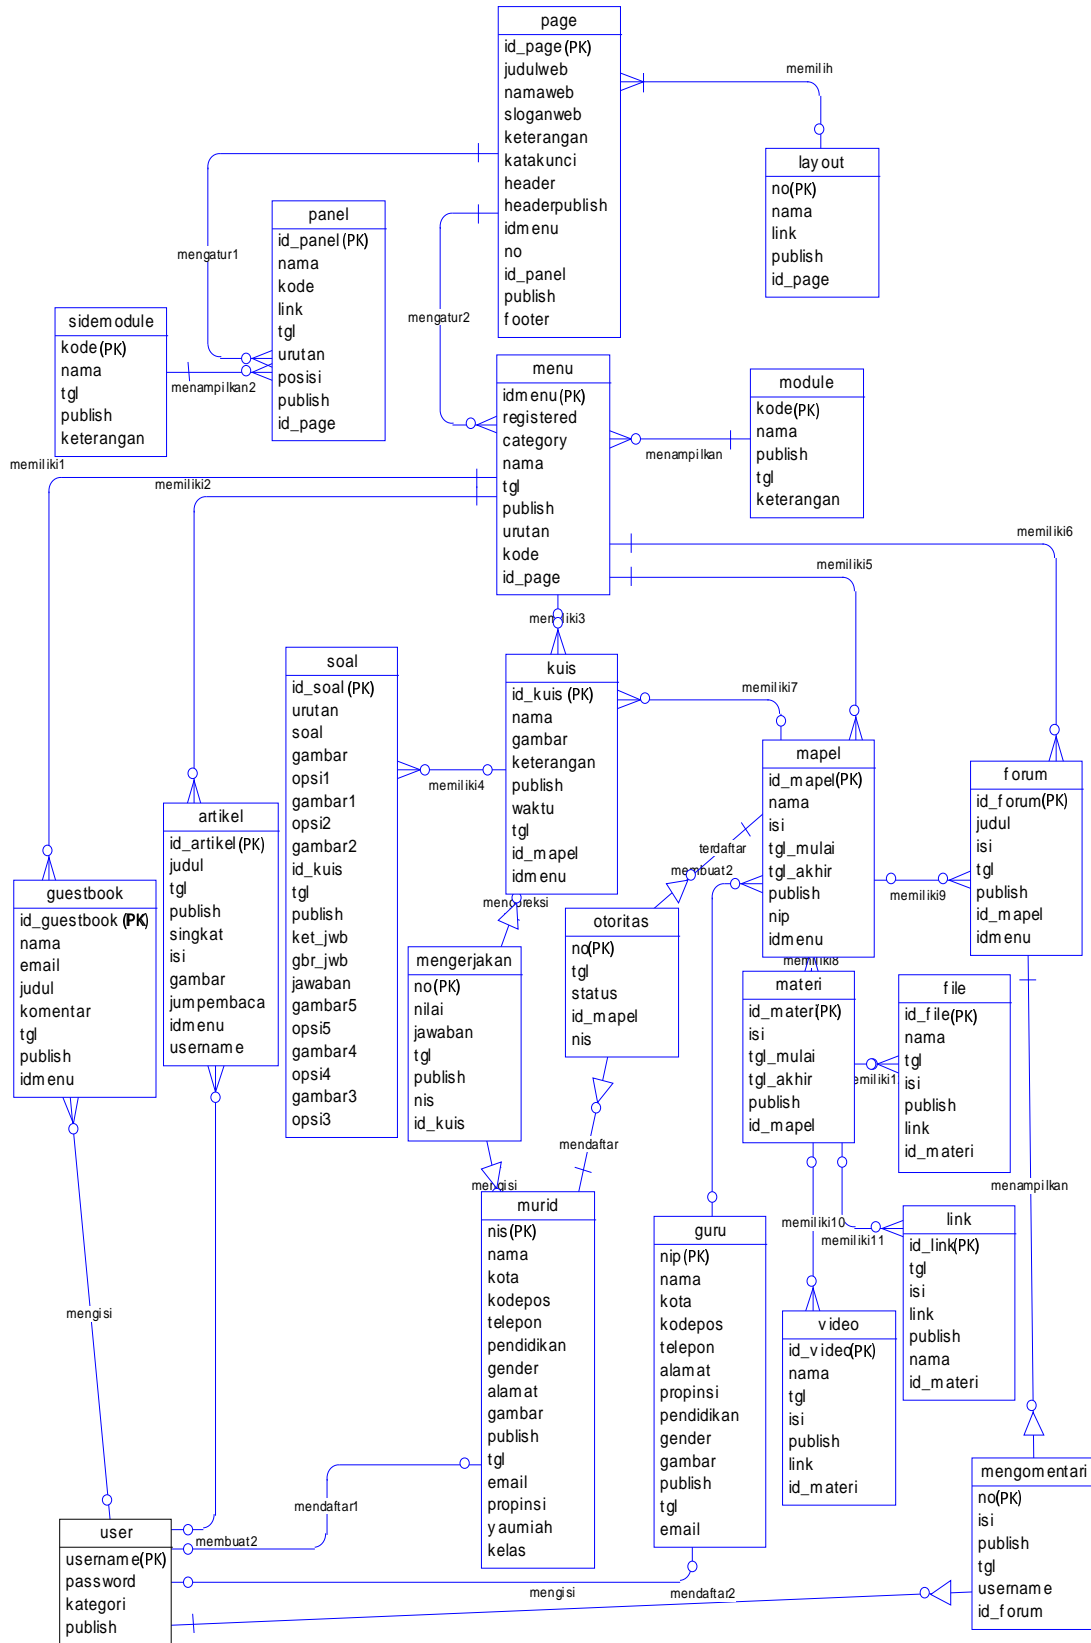 page
id_page(PK)
judulweb
namaweb
sloganweb
keterangan
katakunci
header
headerpublish
idmenu
no
id_panel
publish
footer
memilih
layout
no(PK)
nama
link
publish
id_page
mengatur1
panel
id_panel(PK)
nama
kode
link
tgl
urutan
posisi
publish
id_page
mengatur2
sidemodule
kode(PK)
nama
tgl
publish
keterangan
menampilkan2
menu
idmenu(PK)
registered
category
nama
tgl
publish
urutan
kode
id_page
menampilkan
module
kode(PK)
nama
publish
tgl
keterangan
memiliki1
memiliki2
memiliki6
memiliki5
memiliki3
soal
id_soal(PK)
urutan
soal
gambar
opsi1
gambar1
opsi2
gambar2
id_kuis
tgl
publish
ket_jwb
gbr_jwb
jawaban
gambar5
opsi5
gambar4
opsi4
gambar3
opsi3
memiliki4
kuis
id_kuis (PK)
nama
gambar
keterangan
publish
waktu
tgl
id_mapel
idmenu
memiliki7
mapel
id_mapel(PK)
nama
isi
tgl_mulai
tgl_akhir
publish
nip
idmenu
forum
id_forum(PK)
judul
isi
tgl
publish
id_mapel
idmenu
memiliki9
terdaftar
membuat2
artikel
id_artikel(PK)
judul
tgl
publish
singkat
isi
gambar
jumpembaca
idmenu
username
guestbook
id_guestbook (PK)
nama
email
judul
komentar
tgl
publish
idmenu
mengoreksi
mengerjakan
no(PK)
nilai
jawaban
tgl
publish
nis
id_kuis
otoritas
no(PK)
tgl
status
id_mapel
nis
memiliki8
materi
id_materi(PK)
isi
tgl_mulai
tgl_akhir
publish
id_mapel
emiliki1
file
id_file(PK)
nama
tgl
isi
publish
link
id_materi
mendaftar
mengisi
menampilkan
murid
nis(PK)
nama
kota
kodepos
telepon
pendidikan
gender
alamat
gambar
publish
tgl
email
propinsi
yaumiah
kelas
guru
nip(PK)
nama
kota
kodepos
telepon
alamat
propinsi
pendidikan
gender
gambar
publish
tgl
email
memiliki10
memiliki11
link
id_link(PK)
tgl
isi
link
publish
nama
id_materi
video
id_video(PK)
nama
tgl
isi
publish
link
id_materi
mengisi
mendaftar1
membuat2
user
username(PK)
password
kategori
publish
mengisi
mendaftar2
mengomentari
no(PK)
isi
publish
tgl
username
id_forum